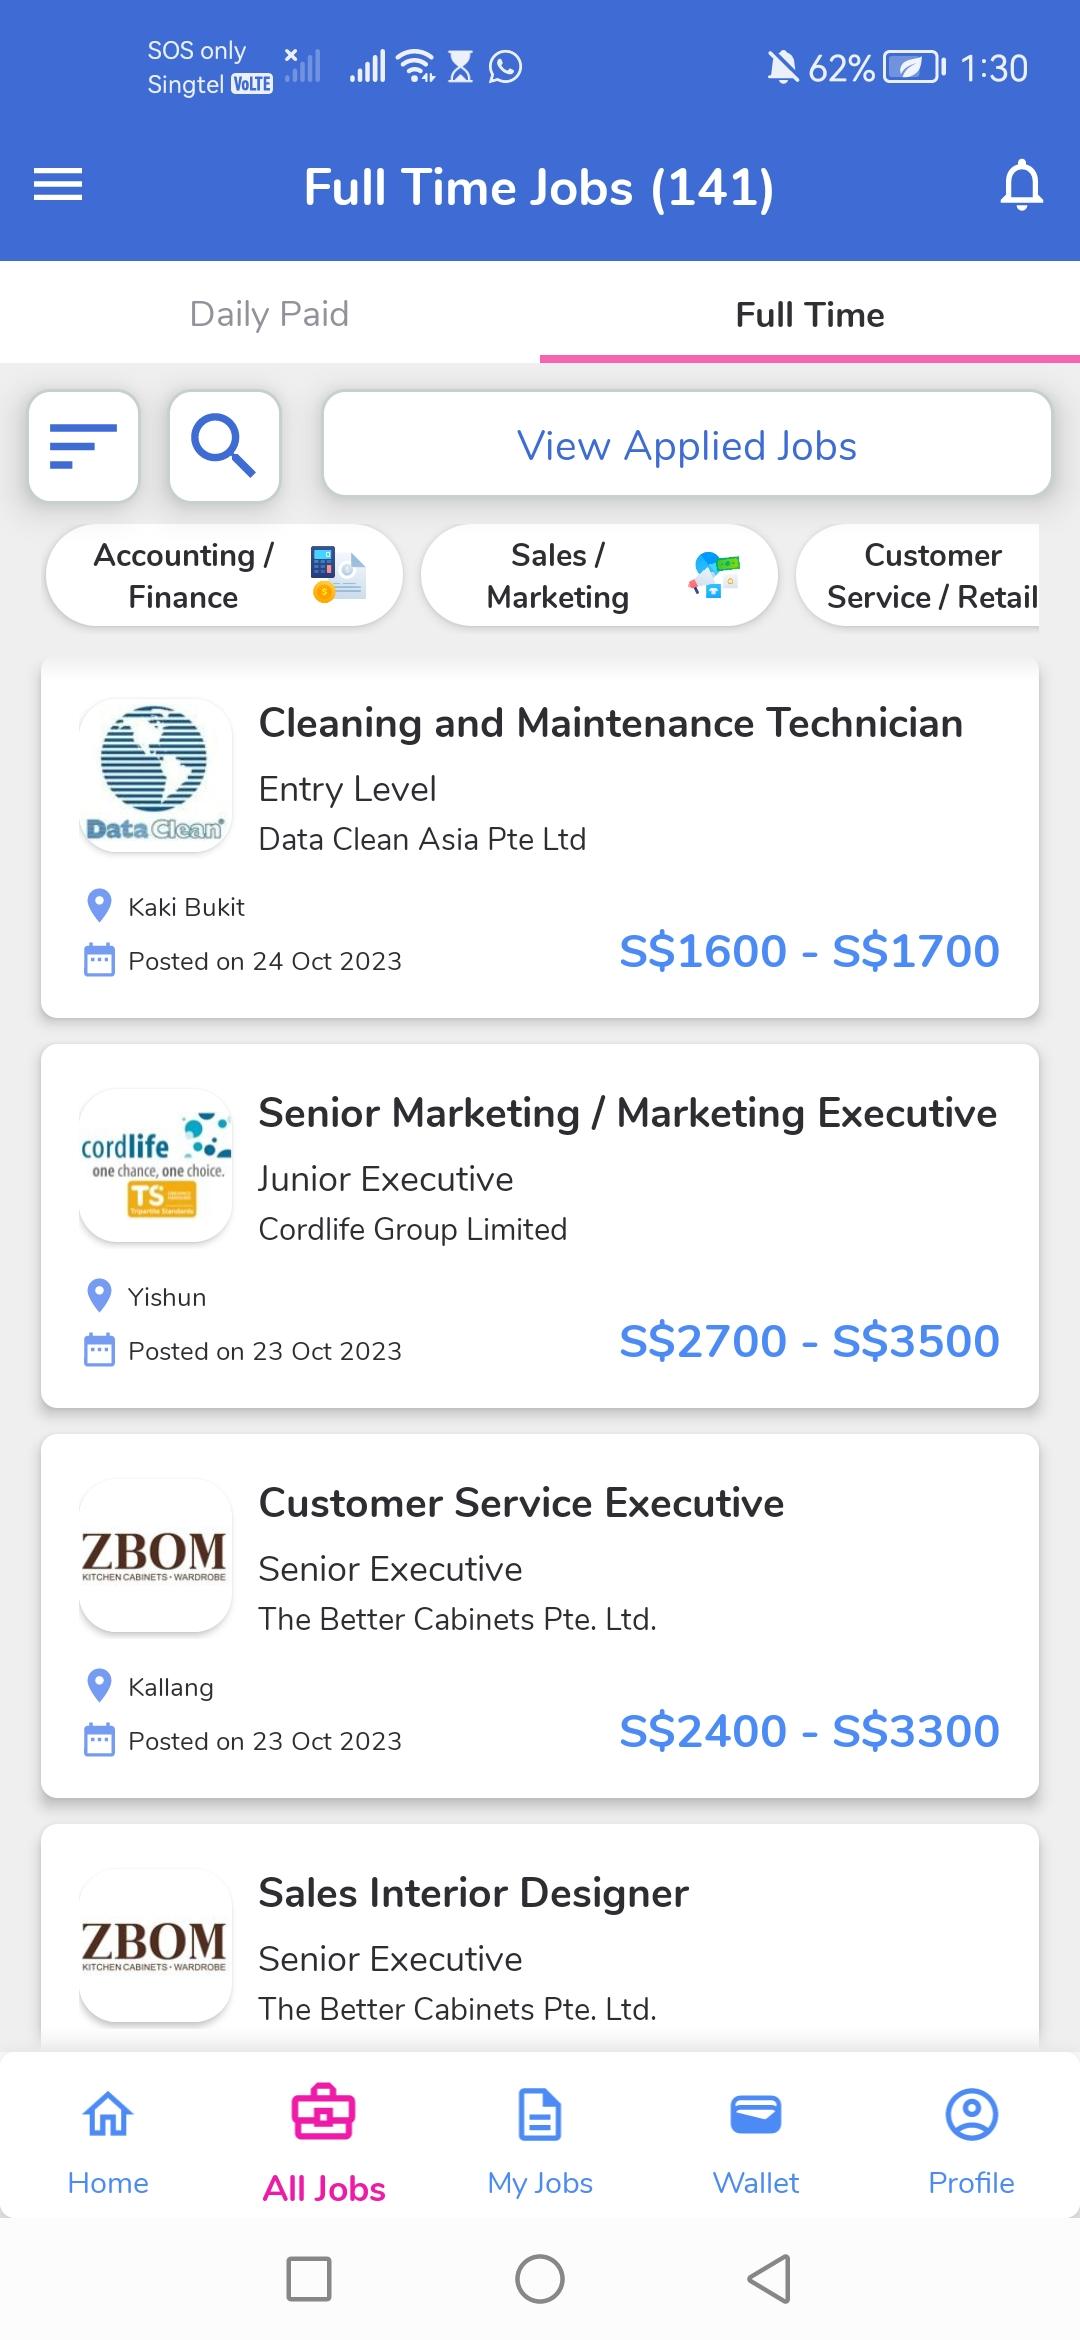 SOS only
Singtel VoLTE
62% 1:30
Full Time Jobs (141)
Daily Paid
Full Time
View Applied Jobs
Accounting /
Finance
Sales /
Marketing
Customer
Service / Retail
Cleaning and Maintenance Technician
Entry Level
Data Clean Asia Pte Ltd
DataClean
Kaki Bukit
Posted on 24 Oct 2023
S$1600 - S$1700
Senior Marketing / Marketing Executive
Junior Executive
Cordlife Group Limited
cordlife
one chance, one choice.
TS
Tripartite Standards
Yishun
Posted on 23 Oct 2023
S$2700 - S$3500
Customer Service Executive
Senior Executive
The Better Cabinets Pte. Ltd.
ZBOM
KITCHEN CABINETS • WARDROBE
Kallang
Posted on 23 Oct 2023
S$2400 - S$3300
Sales Interior Designer
Senior Executive
The Better Cabinets Pte. Ltd.
ZBOM
KITCHEN CABINETS • WARDROBE
Home
All Jobs
My Jobs
Wallet
Profile